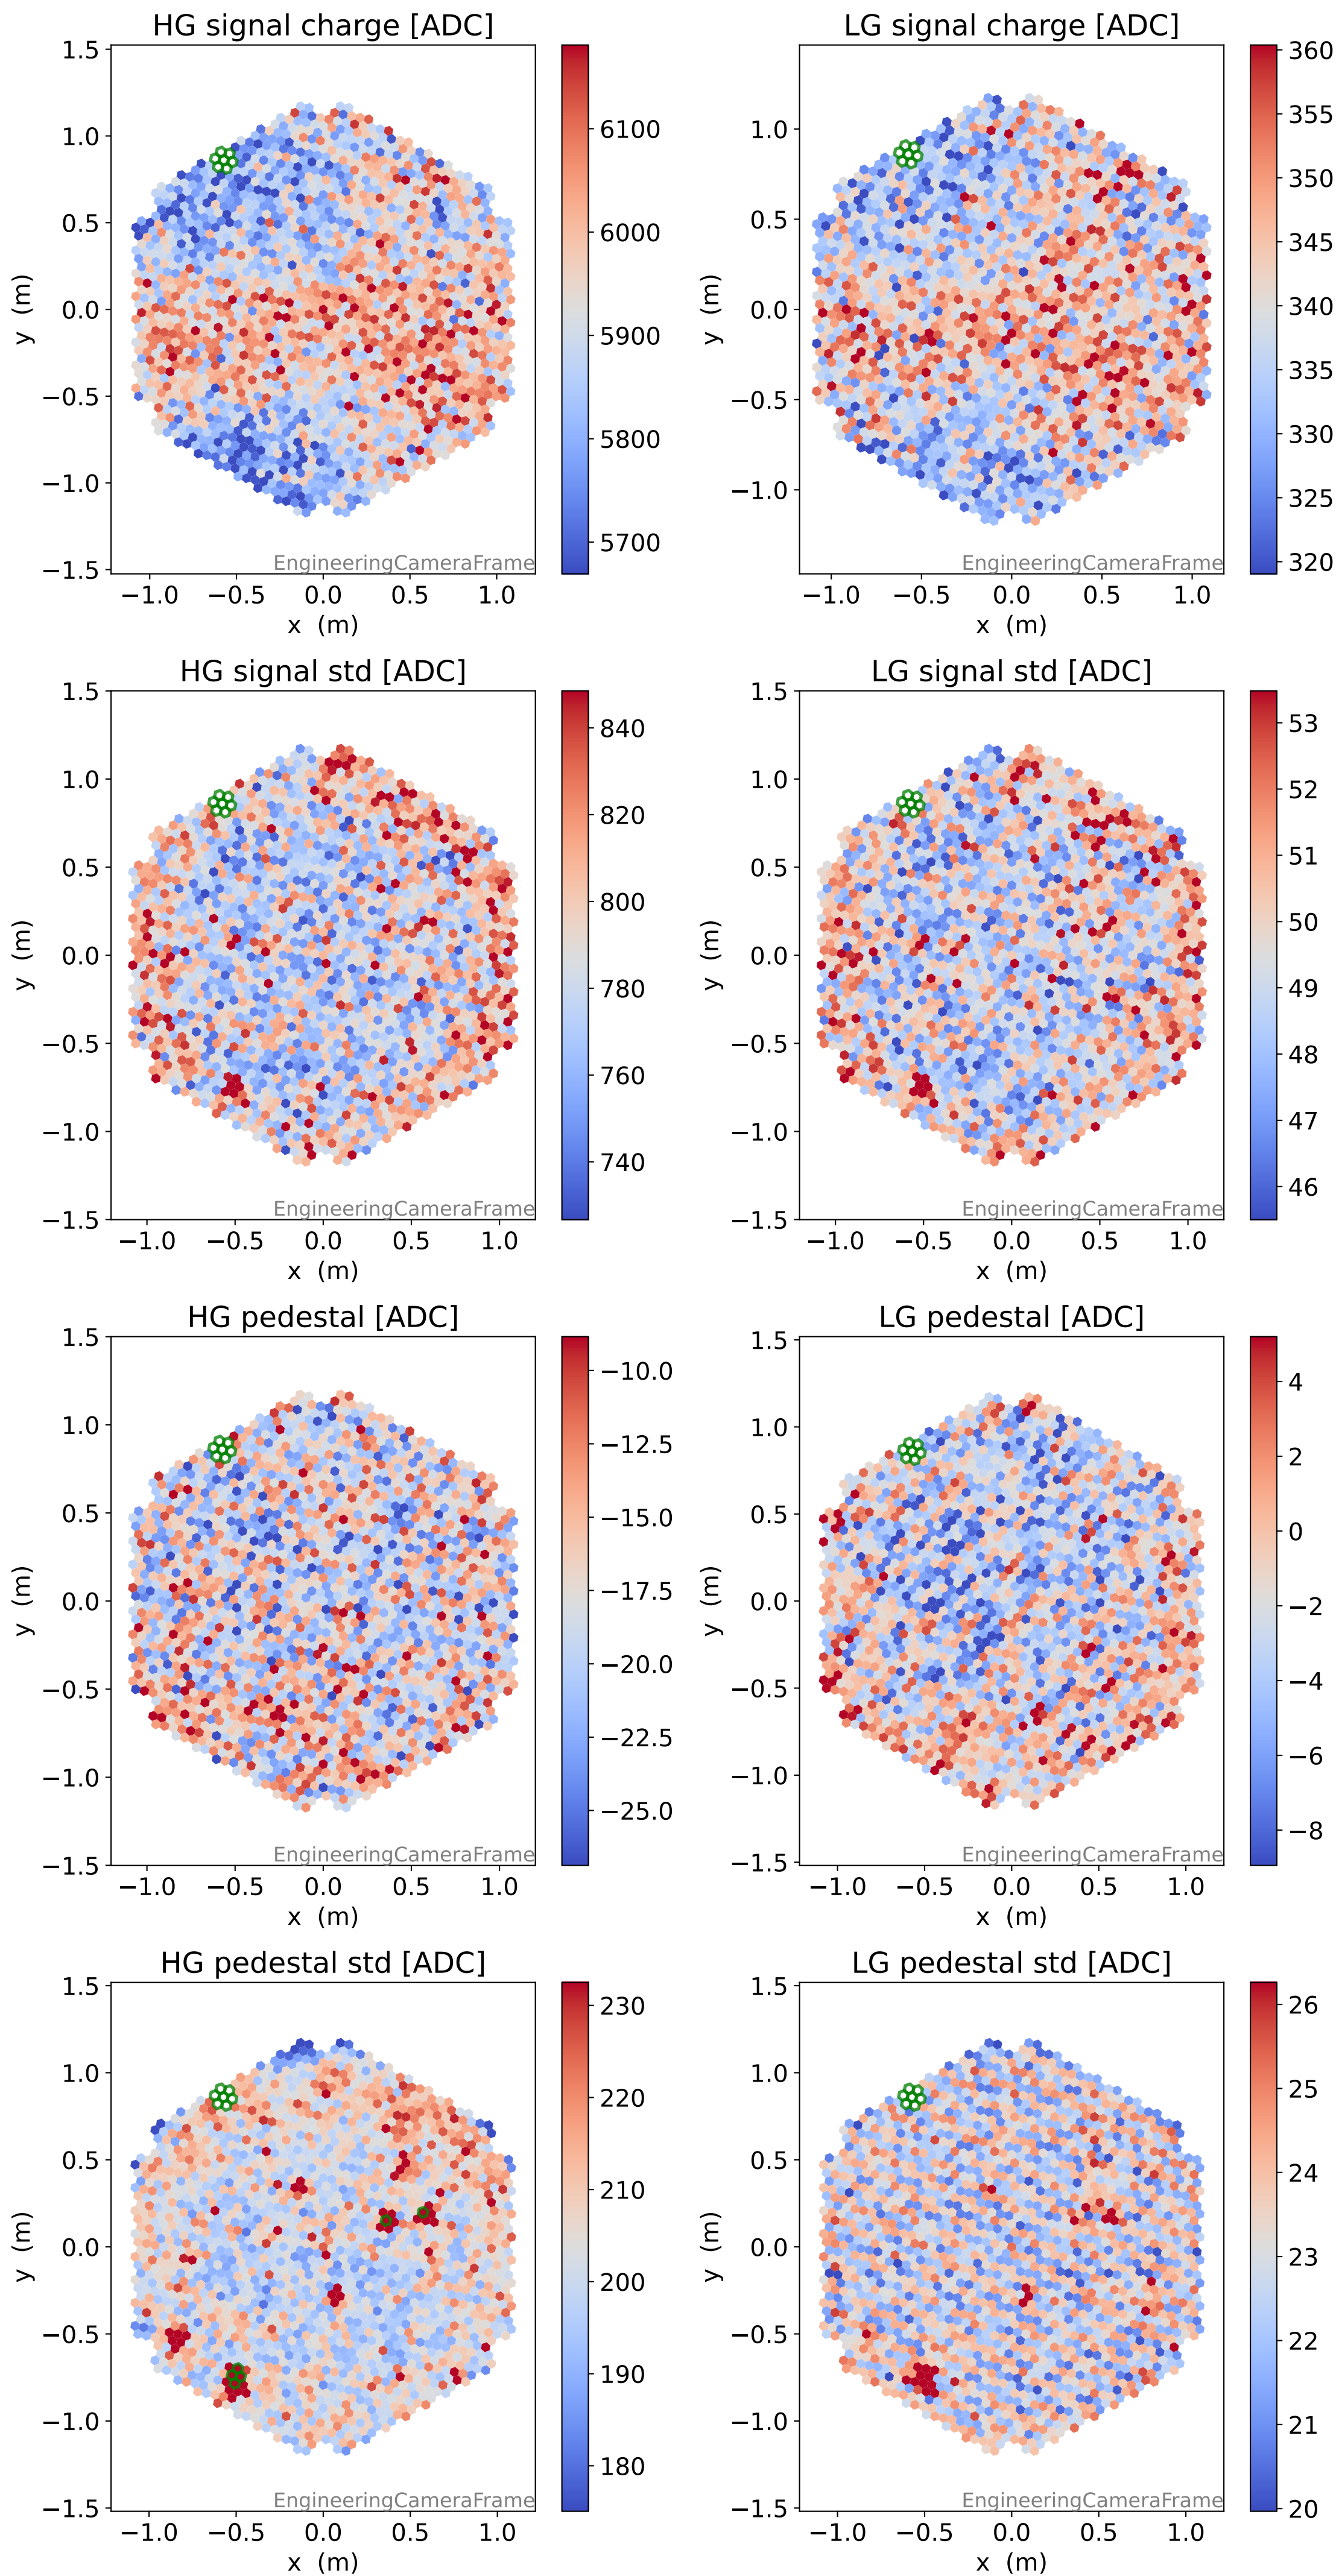 HG signal charge [ADC]
1.5
1.0
0.5
0.0
−0.5
−1.0
−1.5
y (m)
−1.0 −0.5 0.0 0.5 1.0
x (m)
EngineeringCameraFrame
6100
6000
5900
5800
5700
LG signal charge [ADC]
1.0
0.5
0.0
−0.5
−1.0
y (m)
−1.0 −0.5 0.0 0.5 1.0
x (m)
EngineeringCameraFrame
360
355
350
345
340
335
330
325
320
HG signal std [ADC]
1.5
1.0
0.5
0.0
−0.5
−1.0
−1.5
y (m)
−1.0 −0.5 0.0 0.5 1.0
x (m)
EngineeringCameraFrame
840
820
800
780
760
740
LG signal std [ADC]
1.5
1.0
0.5
0.0
−0.5
−1.0
−1.5
y (m)
−1.0 −0.5 0.0 0.5 1.0
x (m)
EngineeringCameraFrame
53
52
51
50
49
48
47
46
HG pedestal [ADC]
1.5
1.0
0.5
0.0
−0.5
−1.0
−1.5
y (m)
−1.0 −0.5 0.0 0.5 1.0
x (m)
EngineeringCameraFrame
−10.0
−12.5
−15.0
−17.5
−20.0
−22.5
−25.0
LG pedestal [ADC]
1.5
1.0
0.5
0.0
−0.5
−1.0
−1.5
y (m)
−1.0 −0.5 0.0 0.5 1.0
x (m)
EngineeringCameraFrame
4
2
0
−2
−4
−6
−8
HG pedestal std [ADC]
1.5
1.0
0.5
0.0
−0.5
−1.0
−1.5
y (m)
−1.0 −0.5 0.0 0.5 1.0
x (m)
EngineeringCameraFrame
230
220
210
200
190
180
LG pedestal std [ADC]
1.5
1.0
0.5
0.0
−0.5
−1.0
−1.5
y (m)
−1.0 −0.5 0.0 0.5 1.0
x (m)
EngineeringCameraFrame
26
25
24
23
22
21
20